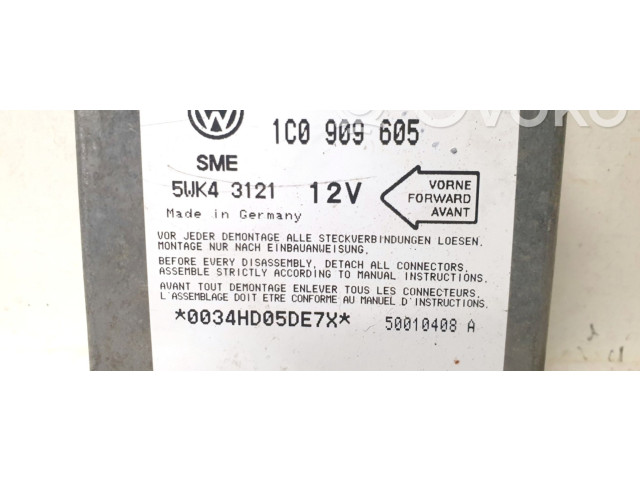 1C0 909 605
SME
5WK4 3121 12V
VORNE
FORWARD
AVANT
Made in Germany
VOR JEDER DEMONTAGE ALLE STECKVERBINDUNGEN LOESEN.
MONTAGE NUR NACH EINBAUANWEISUNG.
BEFORE EVERY DISASSEMBLY, DETACH ALL CONNECTORS.
ASSEMBLE STRICTLY ACCORDING TO MANUAL INSTRUCTIONS.
AVANT TOUT DEMONTAGE ENLEVER TOUS LES CONNECTEURS.
L'ASSEMBLAGE DOIT ETRE CONFORME AU MANUEL D'INSTRUCTIONS.
*0034HD05DE7X* 50010408 A